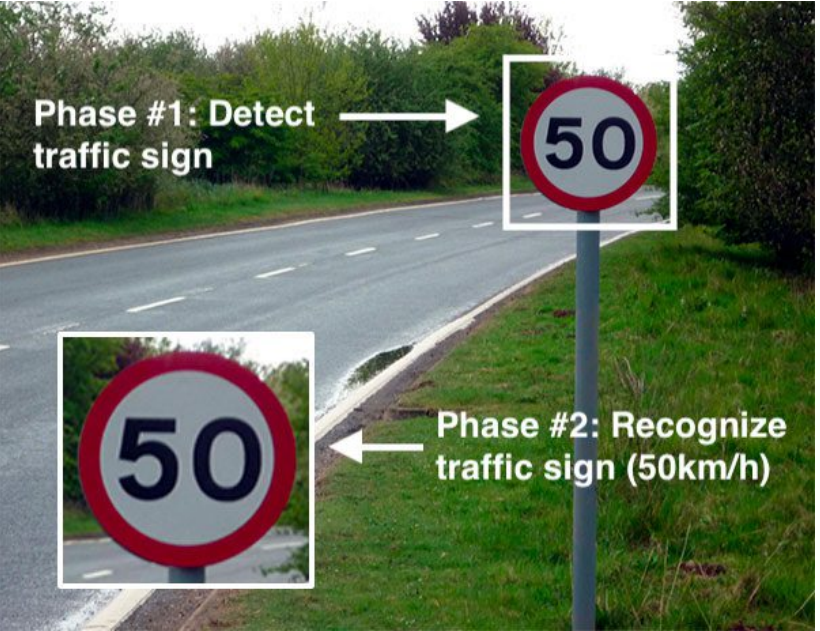 Phase #1: Detect
traffic sign
50
50
Phase #2: Recognize
traffic sign (50km/h)